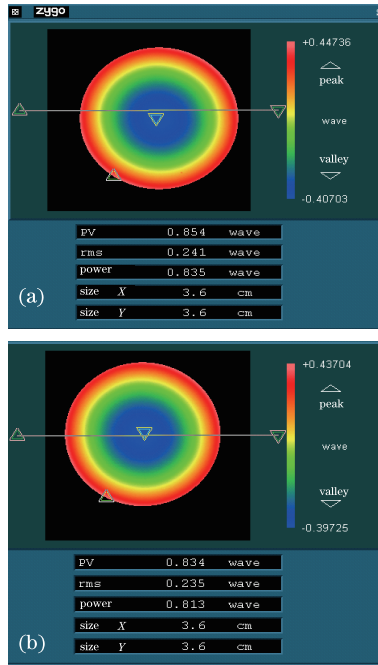 zygo
+0.44736
peak
wave
valley
-0.40703
PV 0.854 wave
rms 0.241 wave
power 0.835 wave
size X 3.6 cm
size Y 3.6 cm
(a)
+0.43704
peak
wave
valley
-0.39725
PV 0.834 wave
rms 0.235 wave
power 0.813 wave
size X 3.6 cm
size Y 3.6 cm
(b)